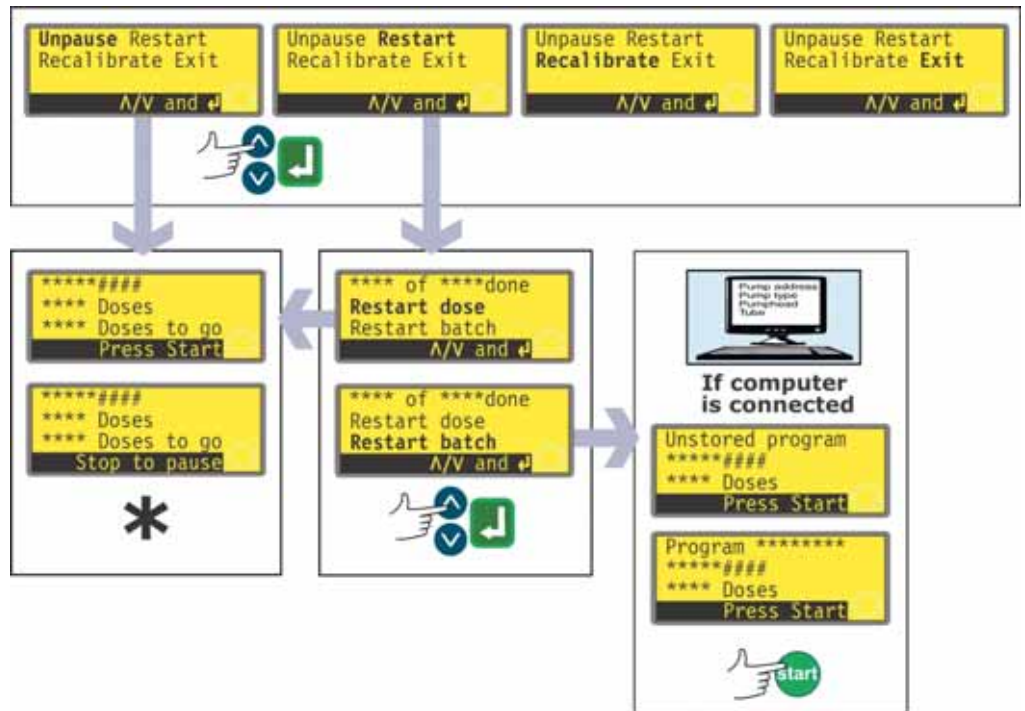 Unpause Restart
Recalibrate Exit
∧/∨ and ↵
Unpause Restart
Recalibrate Exit
∧/∨ and ↵
Unpause Restart
Recalibrate Exit
∧/∨ and ↵
Unpause Restart
Recalibrate Exit
∧/∨ and ↵
*****####
**** Doses
**** Doses to go
Press Start
*****####
**** Doses
**** Doses to go
Stop to pause
*
**** of ****done
Restart dose
Restart batch
∧/∨ and ↵
**** of ****done
Restart dose
Restart batch
∧/∨ and ↵
Pump address
Pump type
Pumphead
Tube
If computer
is connected
Unstored program
*****####
**** Doses
Press Start
Program ********
*****####
**** Doses
Press Start
start